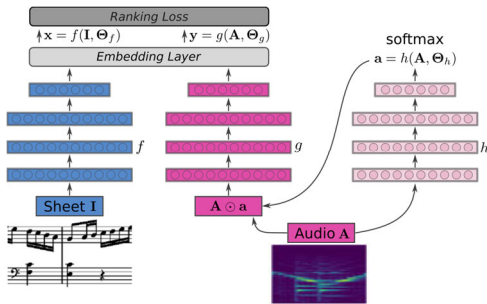 Ranking Loss
x = f(I, Θ_f)
y = g(A, Θ_g)
Embedding Layer
softmax
a = h(A, Θ_h)
f
g
h
Sheet I
A ⊙ a
Audio A